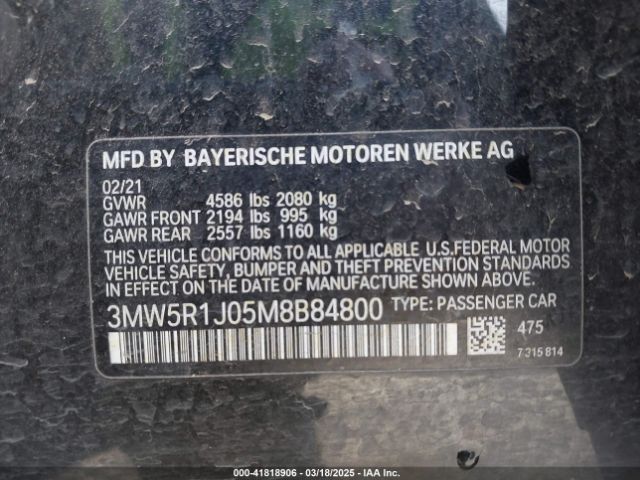 MFD BY BAYERISCHE MOTOREN WERKE AG
02/21
GVWR 4586 lbs 2080 kg
GAWR FRONT 2194 lbs 995 kg
GAWR REAR 2557 lbs 1160 kg
THIS VEHICLE CONFORMS TO ALL APPLICABLE U.S.FEDERAL MOTOR
VEHICLE SAFETY, BUMPER AND THEFT PREVENTION STANDARDS
IN EFFECT ON THE DATE OF MANUFACTURE SHOWN ABOVE.
3MW5R1J05M8B84800 TYPE: PASSENGER CAR
475
7 315 814
000-41818906 — 03/18/2025 — IAA Inc.